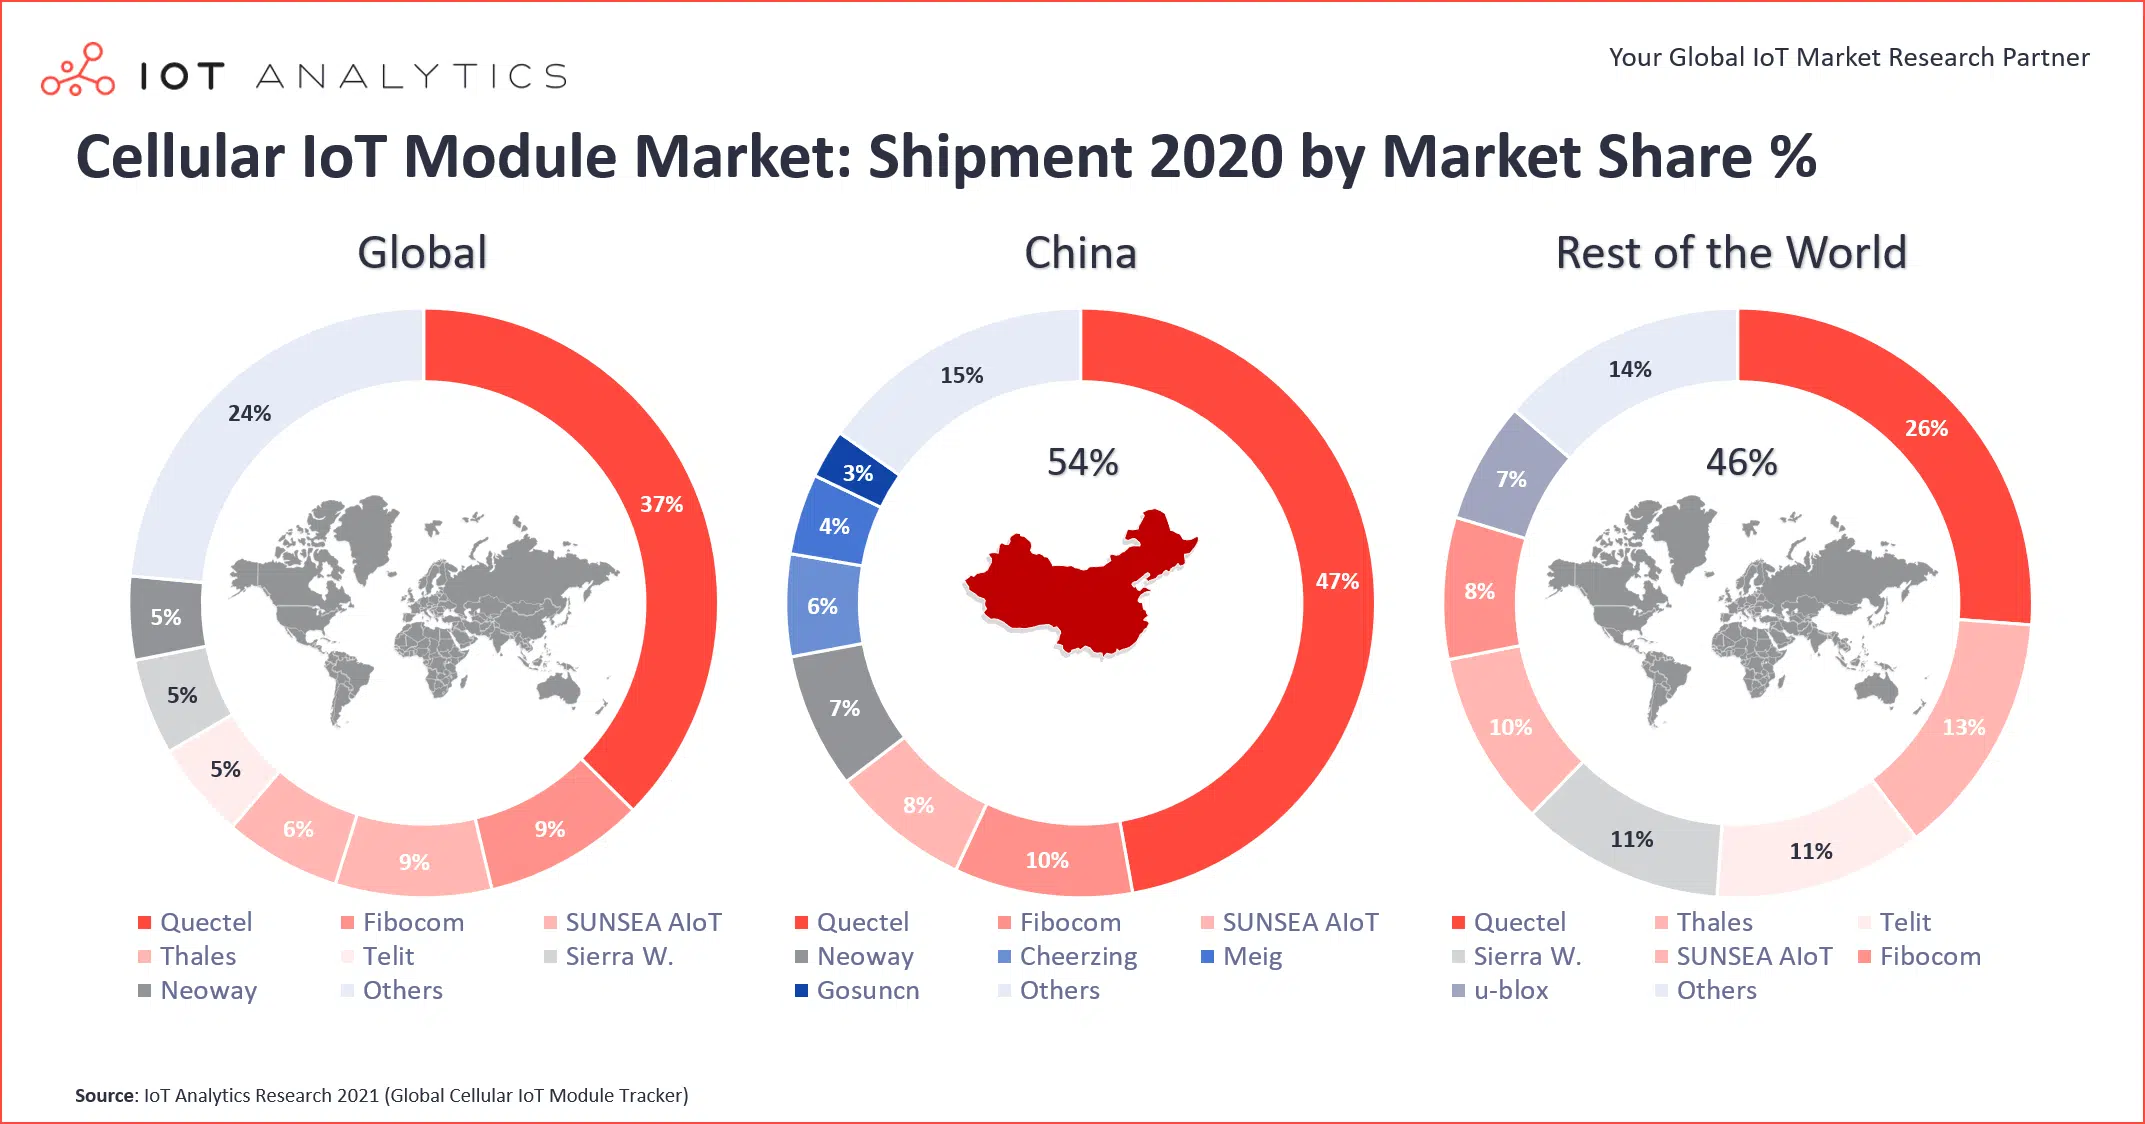 IOT ANALYTICS
Your Global IoT Market Research Partner
Cellular IoT Module Market: Shipment 2020 by Market Share %
Global
24%
37%
5%
5%
5%
6%
9%
9%
Quectel Fibocom SUNSEA AIoT
Thales Telit Sierra W.
Neoway Others
China
15%
54%
3%
4%
47%
6%
7%
8%
10%
Quectel Fibocom SUNSEA AIoT
Neoway Cheerzing Meig
Gosuncn Others
Rest of the World
14%
26%
46%
7%
8%
10%
13%
11%
11%
Quectel Thales Telit
Sierra W. SUNSEA AIoT Fibocom
u-blox Others
Source: IoT Analytics Research 2021 (Global Cellular IoT Module Tracker)